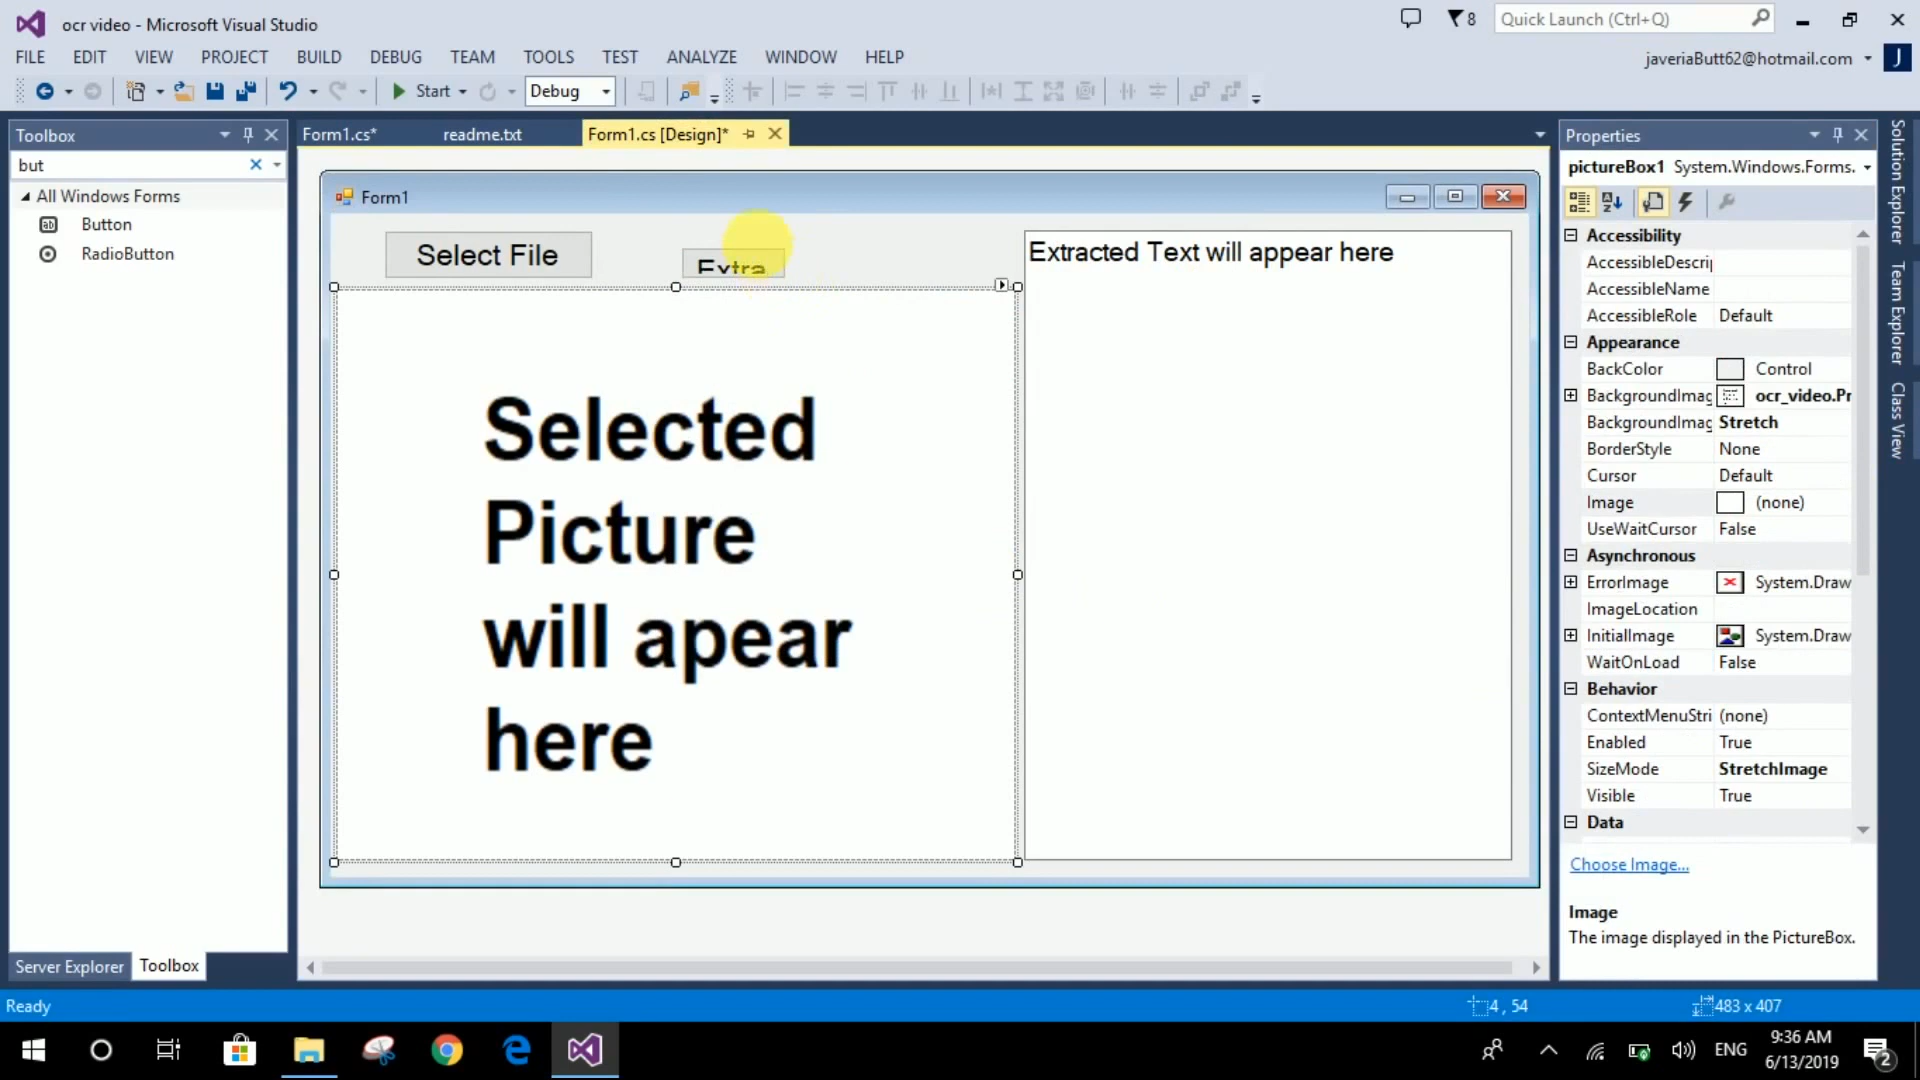 ocr video - Microsoft Visual Studio
8
Quick Launch (Ctrl+Q)
FILE EDIT VIEW PROJECT BUILD DEBUG TEAM TOOLS TEST ANALYZE WINDOW HELP
javeriaButt62@hotmail.com
J
Start
Debug
Toolbox
but
All Windows Forms
Button
RadioButton
Server Explorer
Toolbox
Form1.cs*
readme.txt
Form1.cs [Design]*
Form1
Select File
Extra
Extracted Text will appear here
Selected
Picture
will apear
here
Properties
pictureBox1 System.Windows.Forms.
Accessibility
AccessibleDescri
AccessibleName
AccessibleRole Default
Appearance
BackColor Control
BackgroundImag ocr_video.Pr
BackgroundImag Stretch
BorderStyle None
Cursor Default
Image (none)
UseWaitCursor False
Asynchronous
ErrorImage System.Draw
ImageLocation
InitialImage System.Draw
WaitOnLoad False
Behavior
ContextMenuStri (none)
Enabled True
SizeMode StretchImage
Visible True
Data
Choose Image...
Image
The image displayed in the PictureBox.
Solution Explorer
Team Explorer
Class View
Ready
4 , 54
483 x 407
ENG
9:36 AM
6/13/2019
2